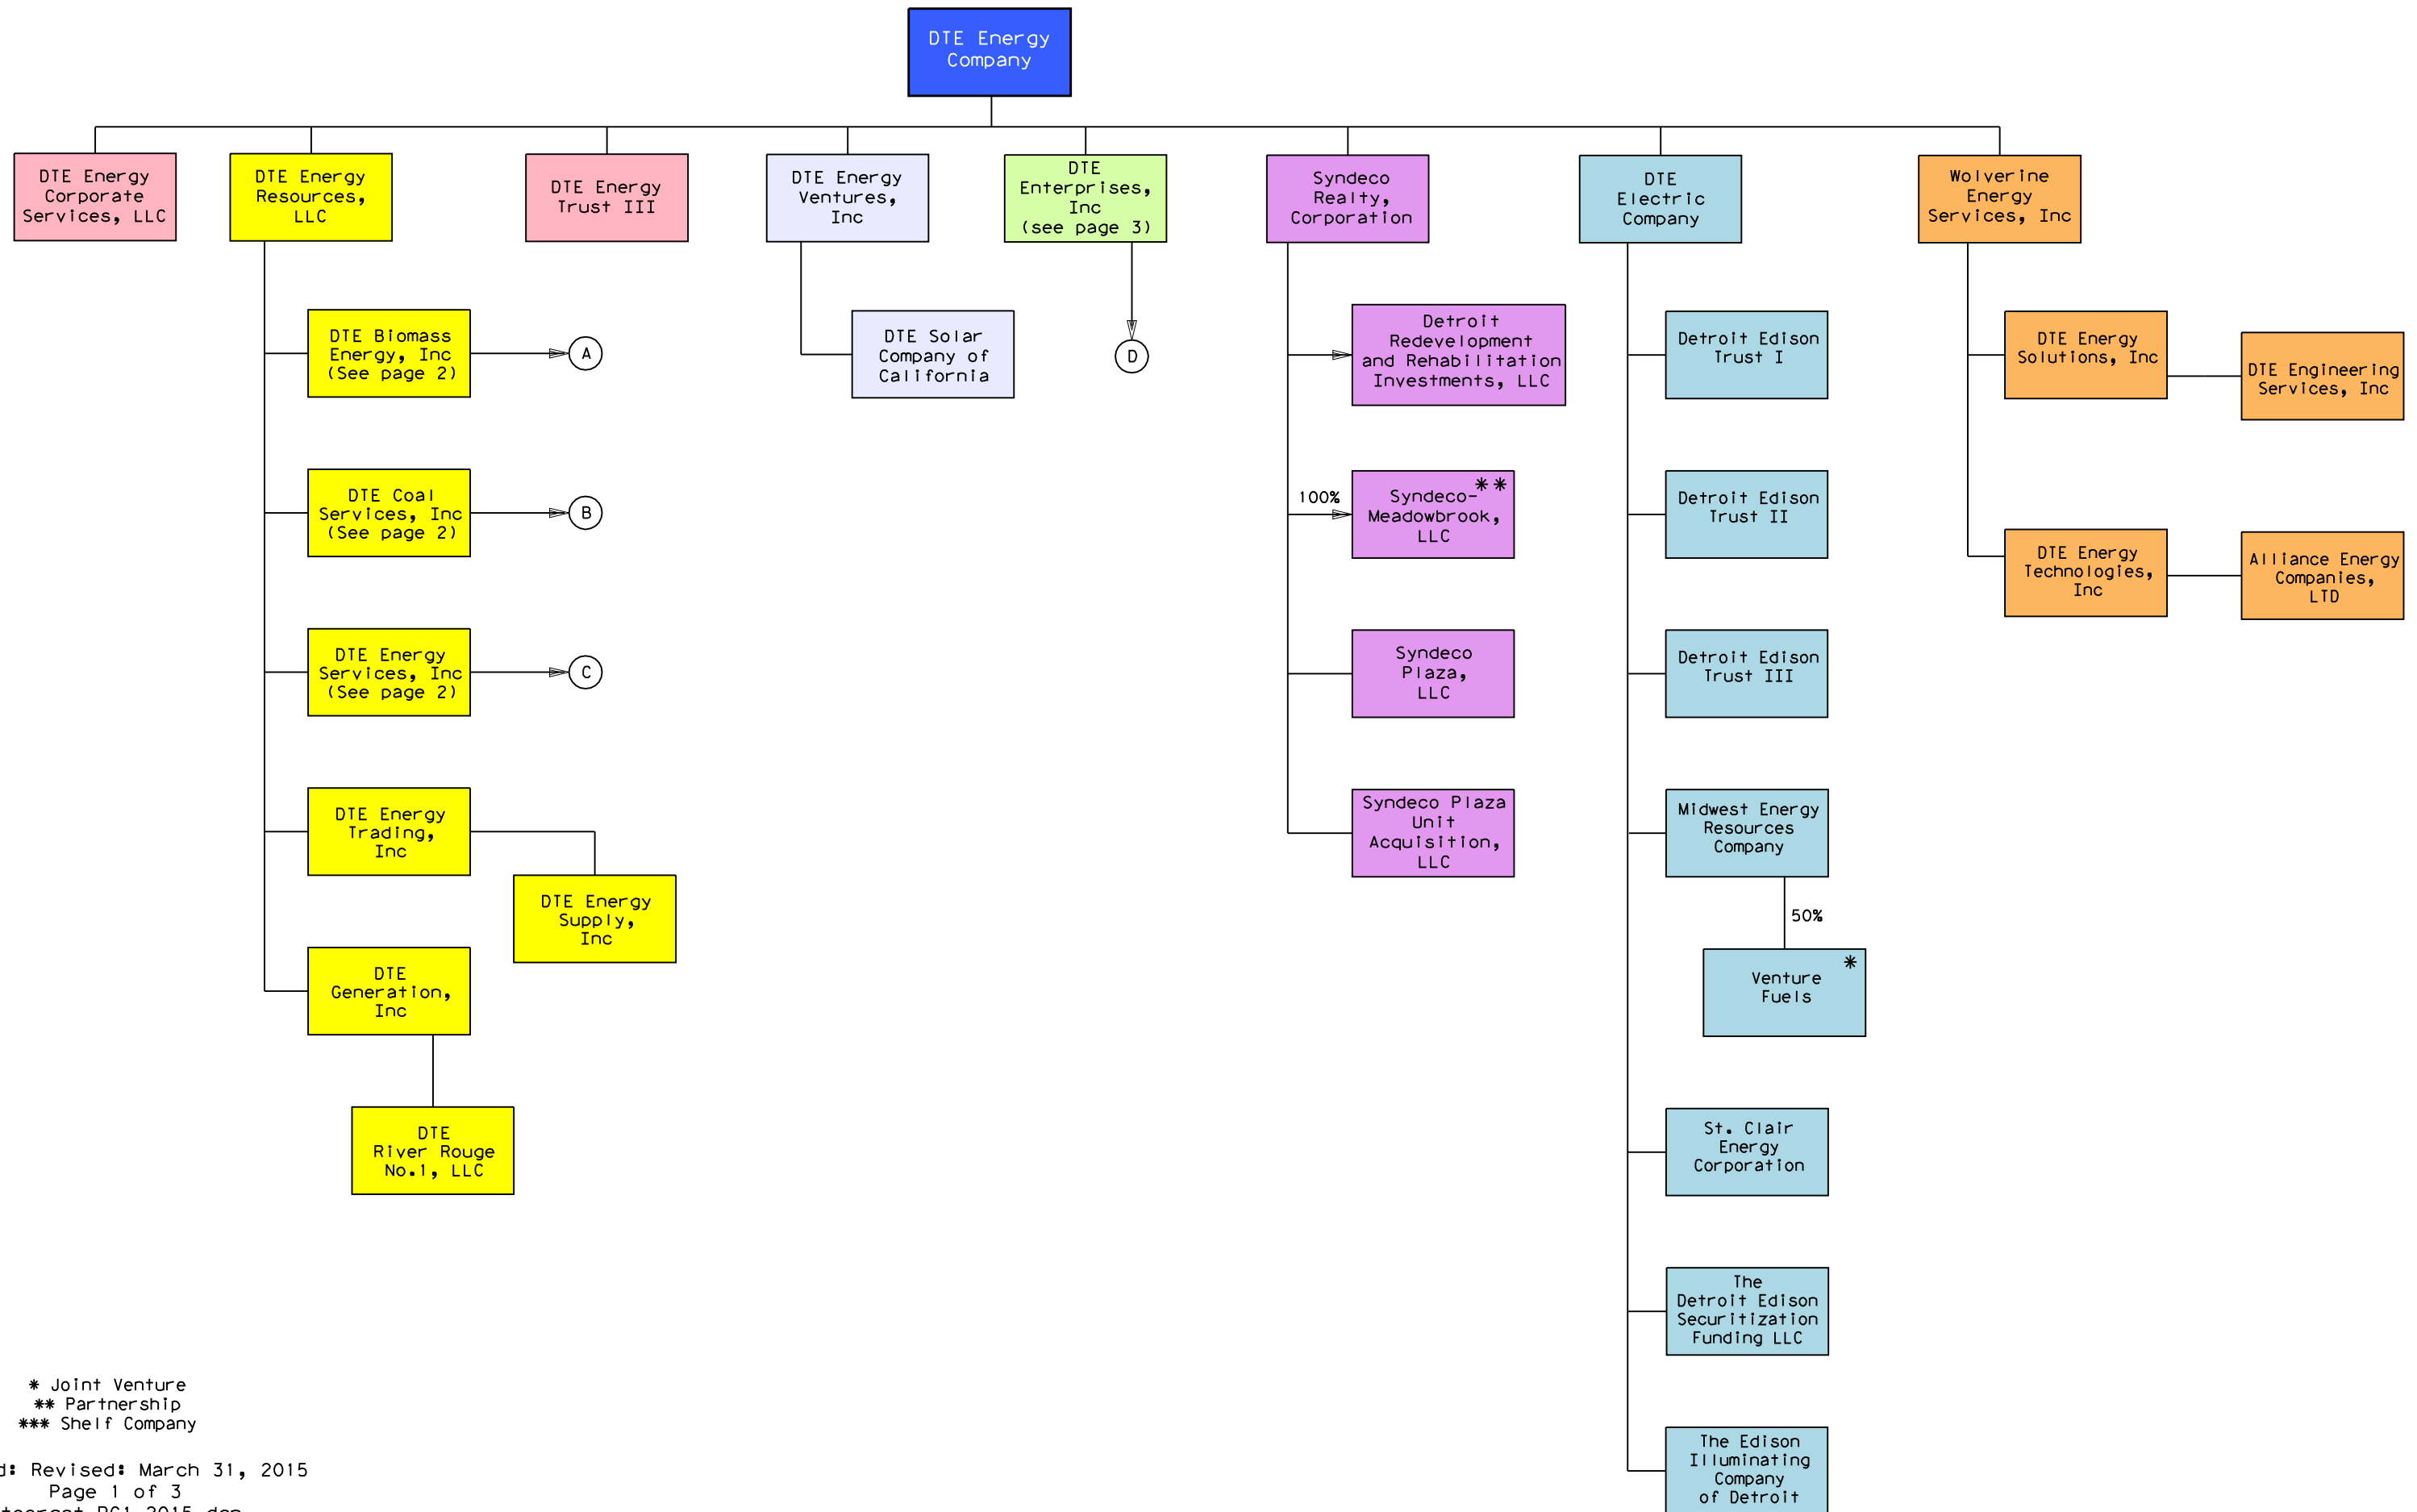 DTE Energy
Company
DTE Energy
Corporate
Services, LLC
DTE Energy
Resources,
LLC
DTE Energy
Trust III
DTE Energy
Ventures,
Inc
DTE
Enterprises,
Inc
(see page 3)
Syndeco
Realty,
Corporation
DTE
Electric
Company
Wolverine
Energy
Services, Inc
DTE Biomass
Energy, Inc
(See page 2)
A
DTE Solar
Company of
California
D
Detroit
Redevelopment
and Rehabilitation
Investments, LLC
Detroit Edison
Trust I
DTE Energy
Solutions, Inc
DTE Engineering
Services, Inc
DTE Coal
Services, Inc
(See page 2)
B
100%
**
Syndeco-
Meadowbrook,
LLC
Detroit Edison
Trust II
DTE Energy
Technologies,
Inc
Alliance Energy
Companies,
LTD
DTE Energy
Services, Inc
(See page 2)
C
Syndeco
Plaza,
LLC
Detroit Edison
Trust III
DTE Energy
Trading,
Inc
DTE Energy
Supply,
Inc
Syndeco Plaza
Unit
Acquisition,
LLC
Midwest Energy
Resources
Company
50%
*
Venture
Fuels
DTE
Generation,
Inc
DTE
River Rouge
No.1, LLC
St. Clair
Energy
Corporation
The
Detroit Edison
Securitization
Funding LLC
The Edison
Illuminating
Company
of Detroit
* Joint Venture
** Partnership
*** Shelf Company
d: Revised: March 31, 2015
Page 1 of 3